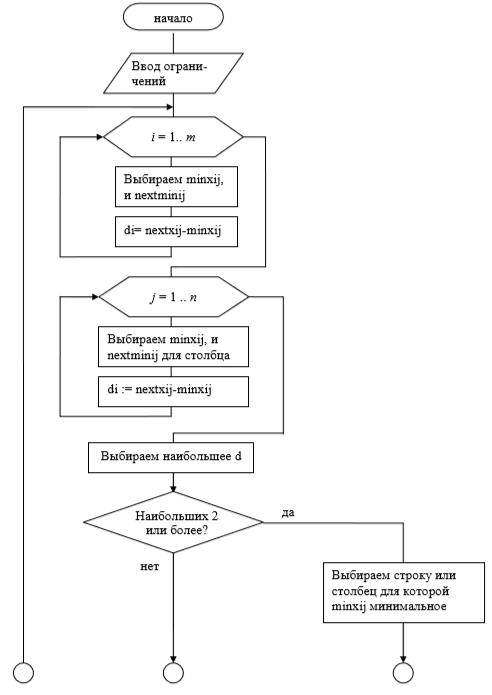 начало
Ввод ограни-
чений
i = 1.. m
Выбираем minxij,
и nextminij
di= nextxij-minxij
j = 1 .. n
Выбираем minxij, и
nextminij для столбца
di := nextxij-minxij
Выбираем наибольшее d
Наибольших 2
или более?
да
нет
Выбираем строку или
столбец для которой
minxij минимальное